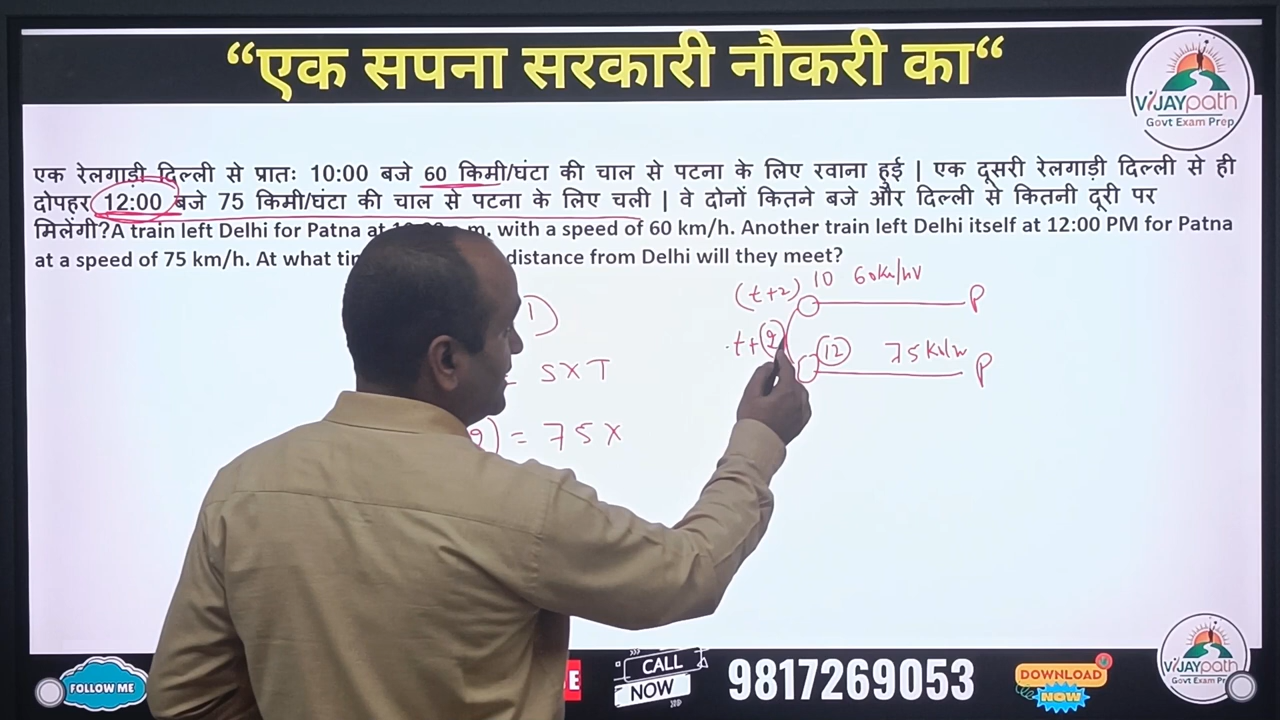 “एक सपना सरकारी नौकरी का“
VIJAYpath
Govt Exam Prep
एक रेलगाड़ी दिल्ली से प्रातः 10:00 बजे 60 किमी/घंटा की चाल से पटना के लिए रवाना हुई | एक दूसरी रेलगाड़ी दिल्ली से ही
दोपहर 12:00 बजे 75 किमी/घंटा की चाल से पटना के लिए चली | वे दोनों कितने बजे और दिल्ली से कितनी दूरी पर
मिलेंगी?A train left Delhi for Patna at with a speed of 60 km/h. Another train left Delhi itself at 12:00 PM for Patna
at a speed of 75 km/h. At what distance from Delhi will they meet?
(t+2) 10 60km/hr P
t+(2) 12 75km/hr P
1)
= S×T
) = 75×
FOLLOW ME
CALL
NOW
9817269053
DOWNLOAD
NOW
VIJAYpath
Govt Exam Prep